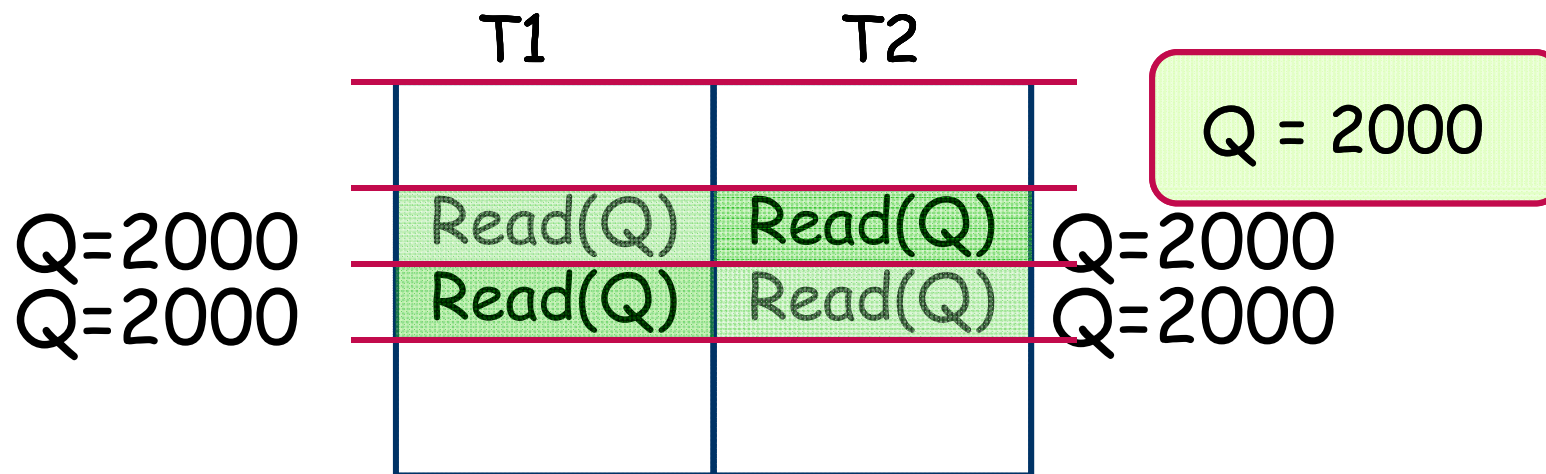 T1 T2
Q = 2000
Q=2000 Read(Q) Read(Q) Q=2000
Q=2000 Read(Q) Read(Q) Q=2000